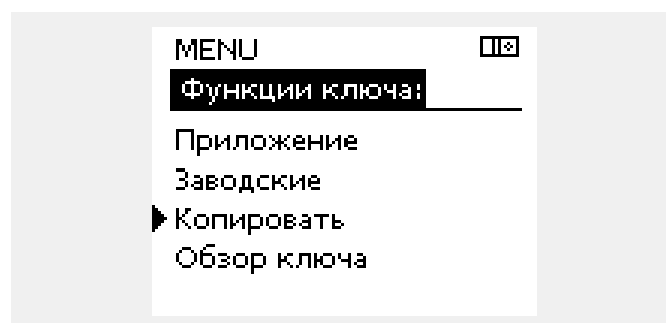 MENU
Функции ключа:
Приложение
Заводские
Копировать
Обзор ключа